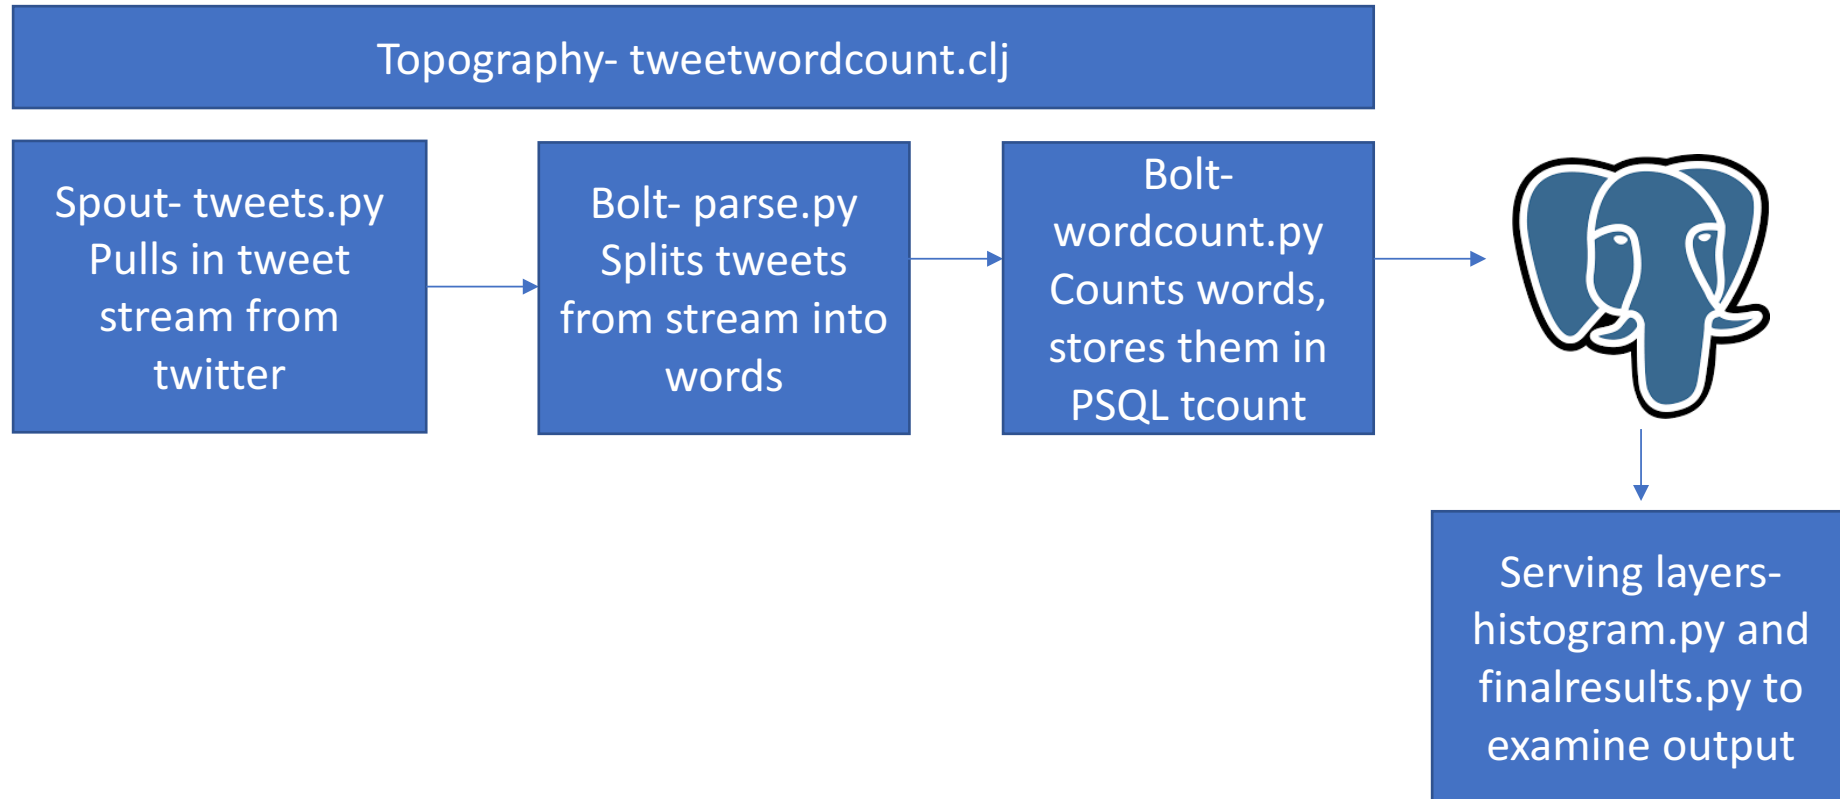 Topography- tweetwordcount.clj
Spout- tweets.py
Pulls in tweet
stream from
twitter
Bolt- parse.py
Splits tweets
from stream into
words
Bolt-
wordcount.py
Counts words,
stores them in
PSQL tcount
Serving layers-
histogram.py and
finalresults.py to
examine output